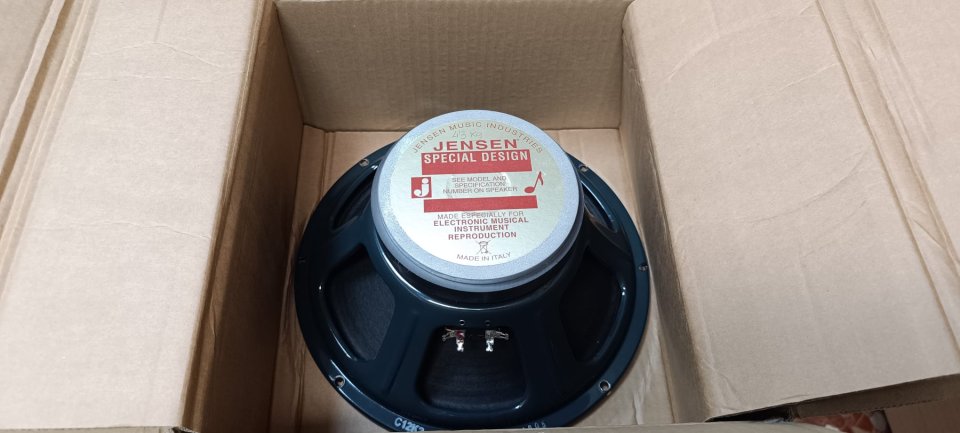 JENSEN MUSIC INDUSTRIES
JENSEN
SPECIAL DESIGN
j
SEE MODEL AND
SPECIFICATION
NUMBER ON SPEAKER
MADE ESPECIALLY FOR
ELECTRONIC MUSICAL
INSTRUMENT
REPRODUCTION
MADE IN ITALY